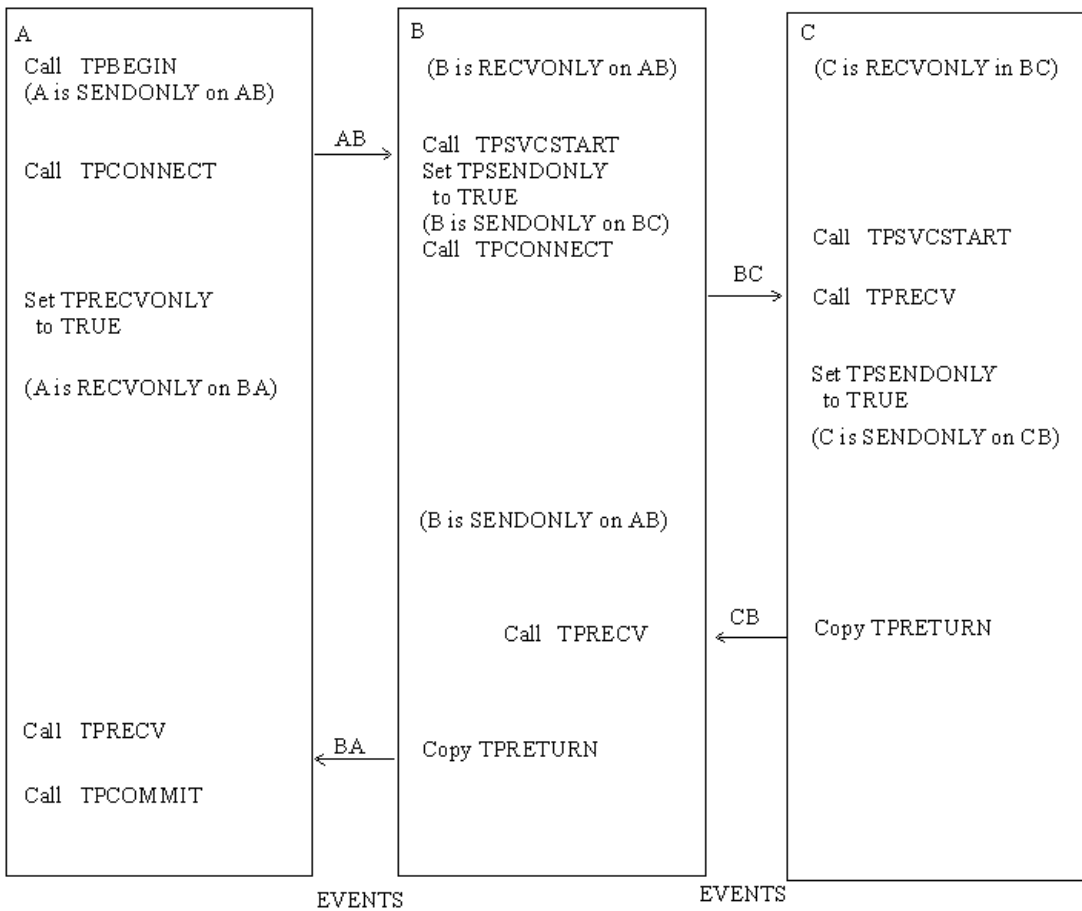 A
Call TPBEGIN
(A is SENDONLY on AB)
Call TPCONNECT
Set TPRECVONLY
to TRUE
(A is RECVONLY on BA)
Call TPRECV
Call TPCOMMIT
AB
BA
EVENTS
B
(B is RECVONLY on AB)
Call TPSVCSTART
Set TPSENDONLY
to TRUE
(B is SENDONLY on BC)
Call TPCONNECT
(B is SENDONLY on AB)
Call TPRECV
Copy TPRETURN
BC
CB
EVENTS
C
(C is RECVONLY in BC)
Call TPSVCSTART
Call TPRECV
Set TPSENDONLY
to TRUE
(C is SENDONLY on CB)
Copy TPRETURN